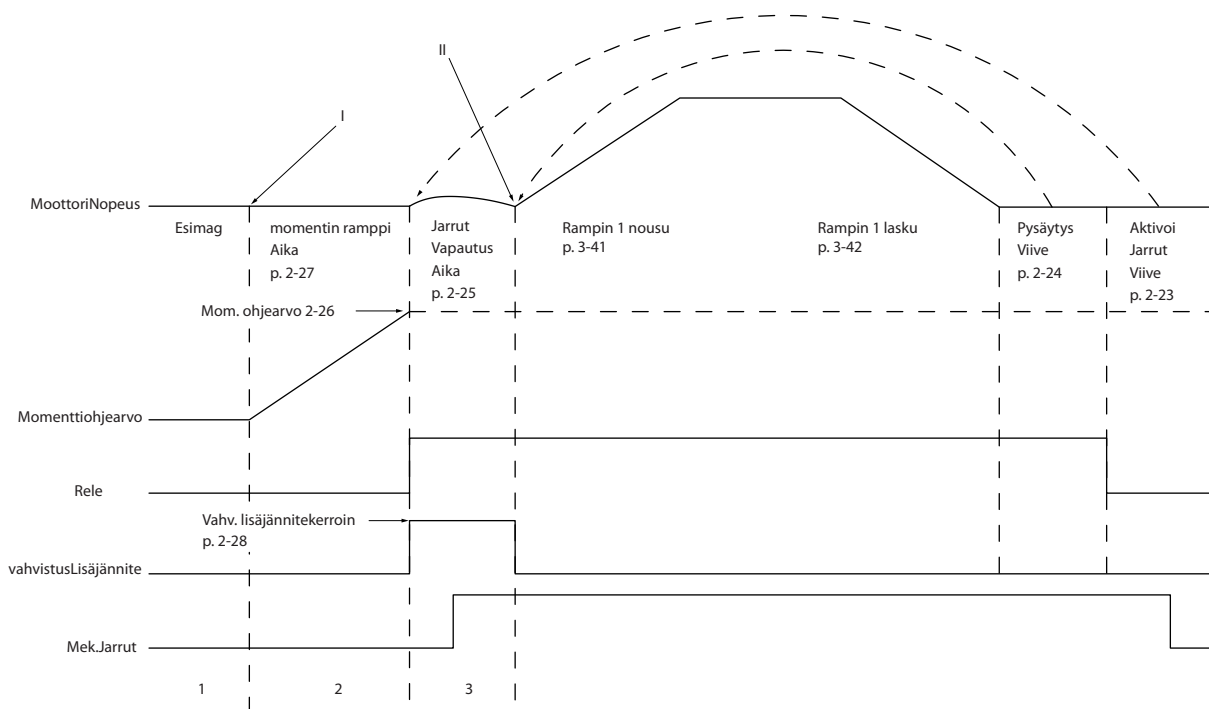 II
I
MoottoriNopeus
Esimag
momentin ramppi
Aika
p. 2-27
Jarrut
Vapautus
Aika
p. 2-25
Rampin 1 nousu
p. 3-41
Rampin 1 lasku
p. 3-42
Pysäytys
Viive
p. 2-24
Aktivoi
Jarrut
Viive
p. 2-23
Mom. ohjearvo 2-26
Momenttiohjearvo
Rele
Vahv. lisäjännitekerroin
p. 2-28
vahvistusLisäjännite
Mek.Jarrut
1
2
3